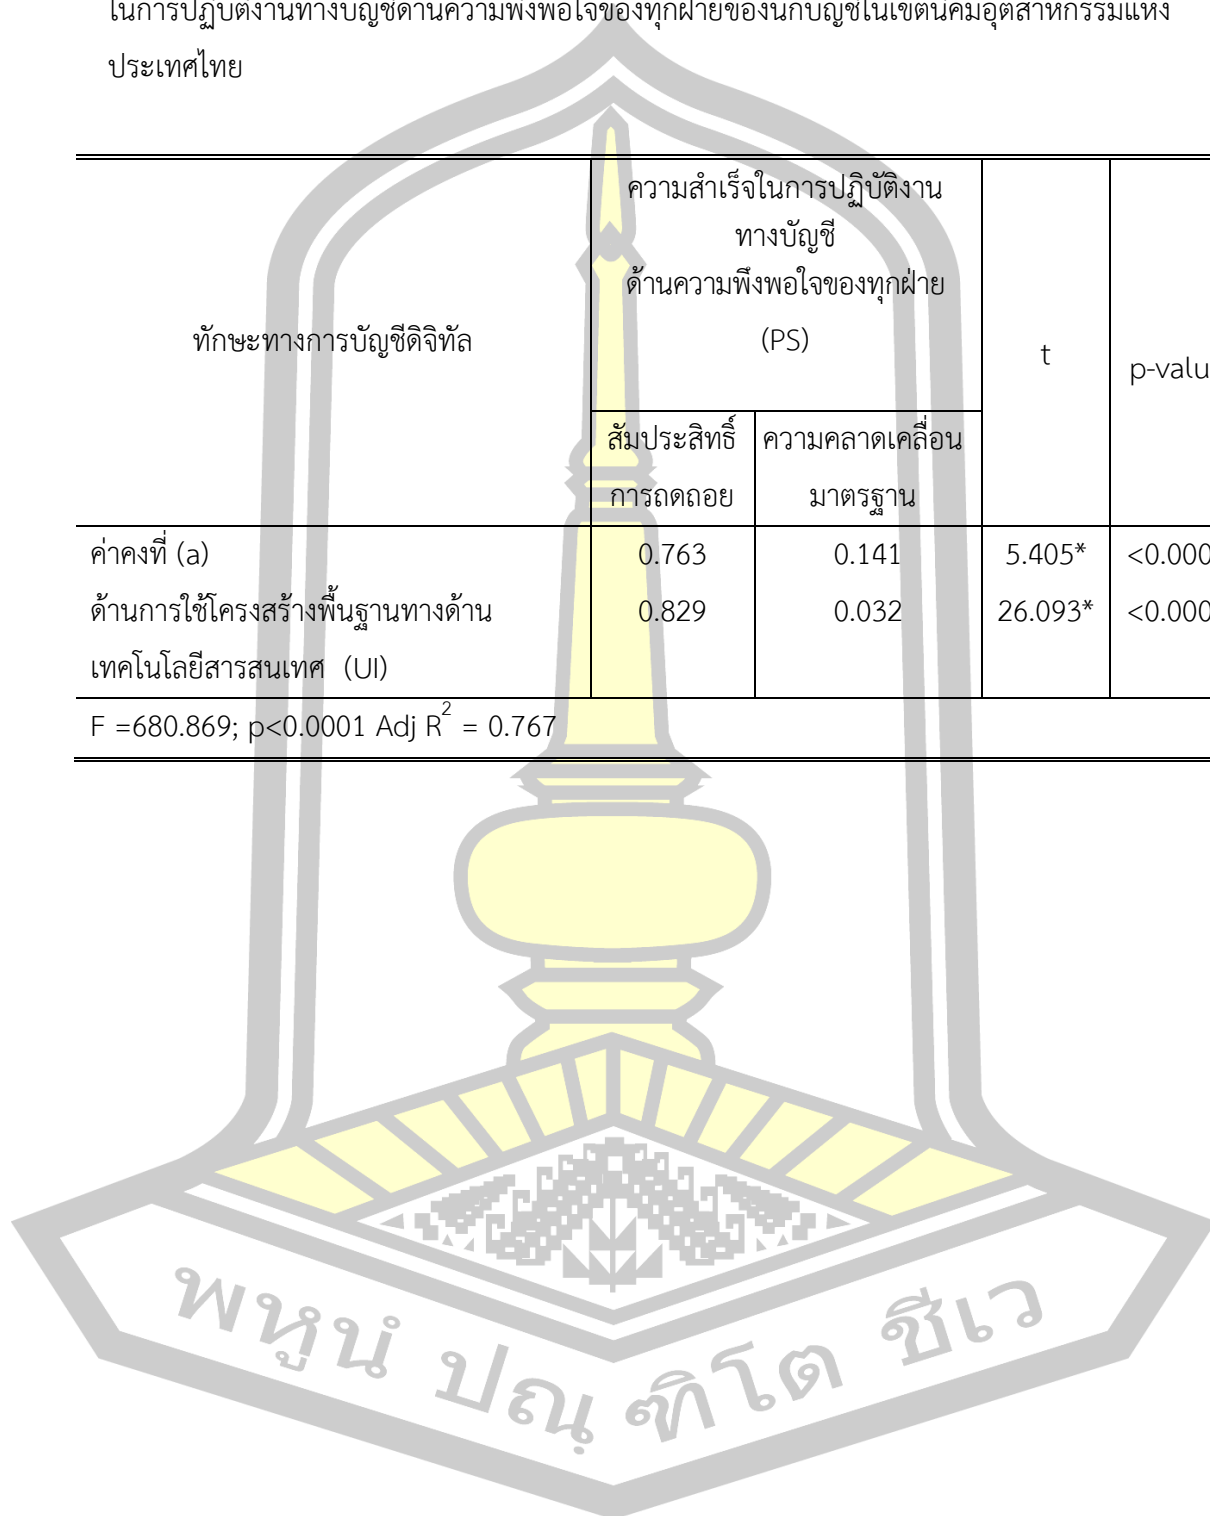 ในการปฏิบัติงานทางบัญชีด้านความพึงพอใจของทุกฝ่ายของนักบัญชีในเขตนิคมอุตสาหกรรมแห่ง
ประเทศไทย
ทักษะทางการบัญชีดิจิทัล
ความสำเร็จในการปฏิบัติงาน
ทางบัญชี
ด้านความพึงพอใจของทุกฝ่าย
(PS)
t
p-valu
สัมประสิทธิ์
การถดถอย
ความคลาดเคลื่อน
มาตรฐาน
ค่าคงที่ (a) 0.763 0.141 5.405* <0.000
ด้านการใช้โครงสร้างพื้นฐานทางด้าน 0.829 0.032 26.093* <0.000
เทคโนโลยีสารสนเทศ (UI)
F =680.869; p<0.0001 Adj R² = 0.767
พหูนํ ปณฺฑิโต ชีเว